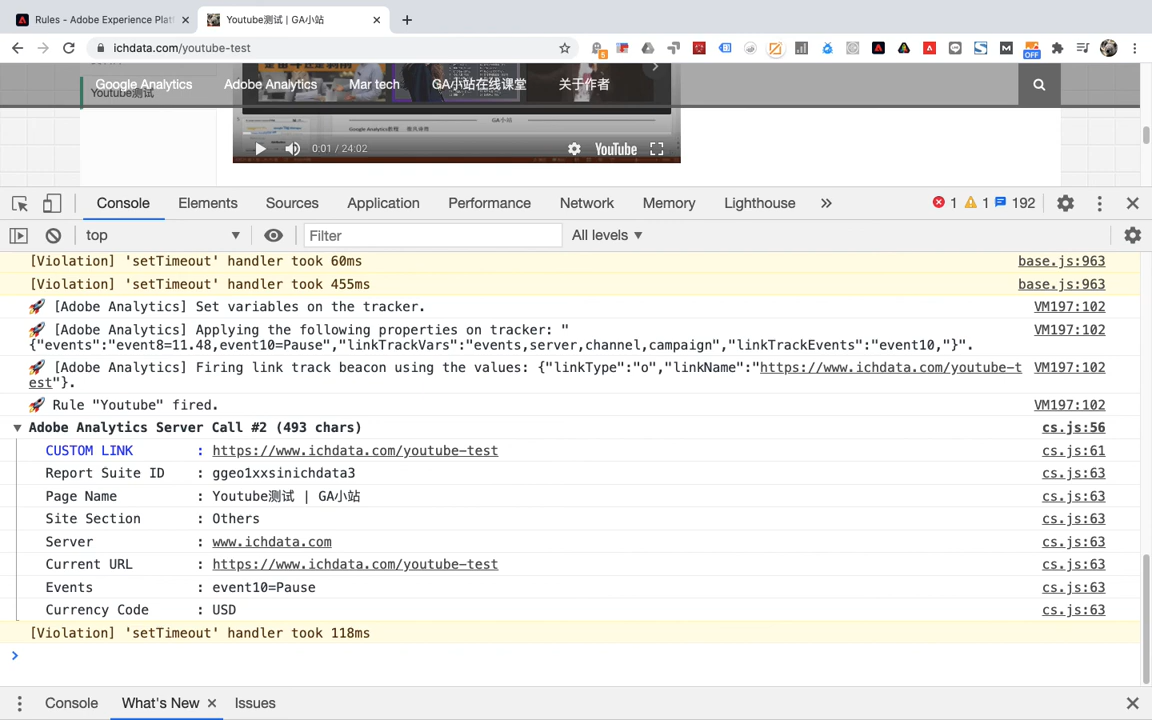 Rules - Adobe Experience Plat
Youtube测试 | GA小站
ichdata.com/youtube-test
6
OFF
Google Analytics
Adobe Analytics
Mar tech
GA小站在线课堂
关于作者
Youtube测试
GA小站
0:01 / 24:02
YouTube
Console
Elements
Sources
Application
Performance
Network
Memory
Lighthouse
1
1
192
top
Filter
All levels
[Violation] 'setTimeout' handler took 60ms base.js:963
[Violation] 'setTimeout' handler took 455ms base.js:963
🚀 [Adobe Analytics] Set variables on the tracker. VM197:102
🚀 [Adobe Analytics] Applying the following properties on tracker: " VM197:102
{"events":"event8=11.48,event10=Pause","linkTrackVars":"events,server,channel,campaign","linkTrackEvents":"event10,"}".
🚀 [Adobe Analytics] Firing link track beacon using the values: {"linkType":"o","linkName":"https://www.ichdata.com/youtube-t VM197:102
est"}.
🚀 Rule "Youtube" fired. VM197:102
Adobe Analytics Server Call #2 (493 chars) cs.js:56
CUSTOM LINK : https://www.ichdata.com/youtube-test cs.js:61
Report Suite ID : ggeo1xxsinichdata3 cs.js:63
Page Name : Youtube测试 | GA小站 cs.js:63
Site Section : Others cs.js:63
Server : www.ichdata.com cs.js:63
Current URL : https://www.ichdata.com/youtube-test cs.js:63
Events : event10=Pause cs.js:63
Currency Code : USD cs.js:63
[Violation] 'setTimeout' handler took 118ms
Console
What's New
Issues